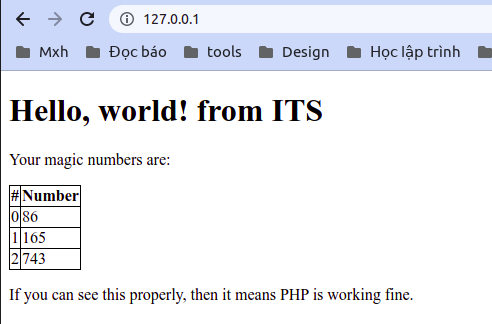 127.0.0.1
Mxh Đọc báo tools Design Học lập trình
Hello, world! from ITS
Your magic numbers are:
# Number
0 86
1 165
2 743
If you can see this properly, then it means PHP is working fine.